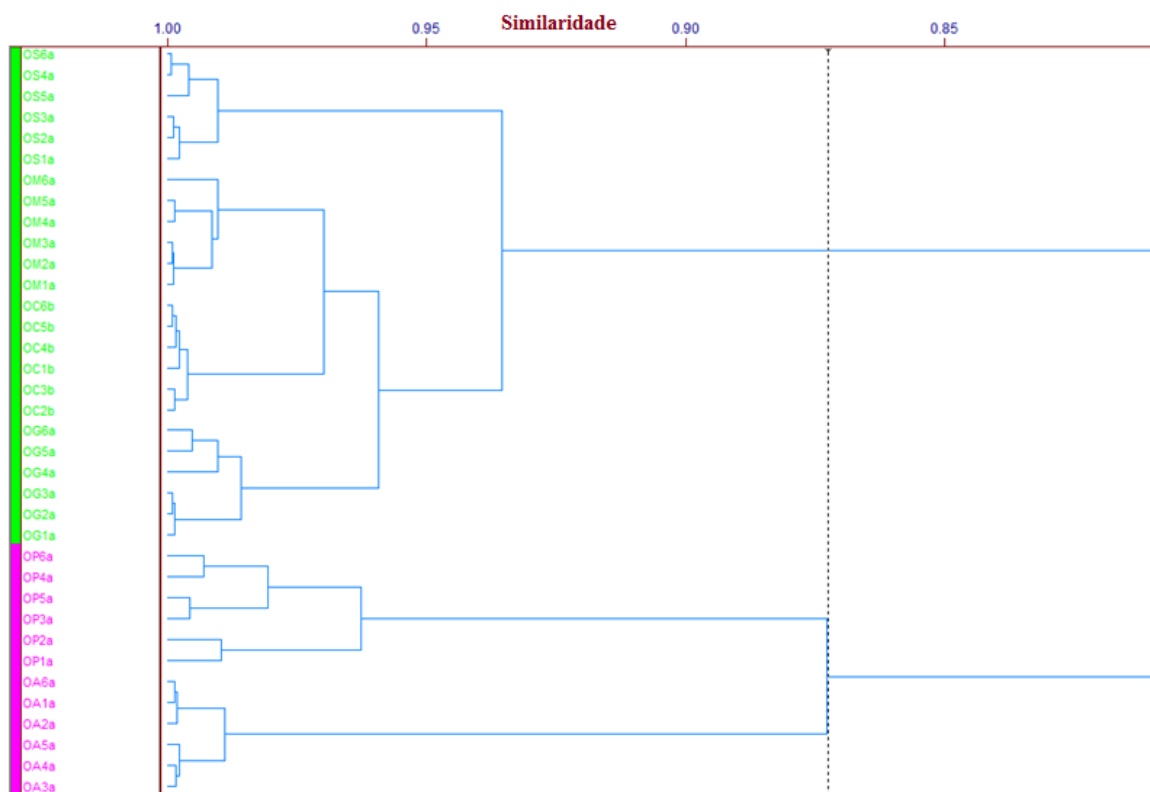 Similaridade
1.00 0.95 0.90 0.85
OS6a
OS4a
OS5a
OS3a
OS2a
OS1a
OM6a
OM5a
OM4a
OM3a
OM2a
OM1a
OC6b
OC5b
OC4b
OC1b
OC3b
OC2b
OG6a
OG5a
OG4a
OG3a
OG2a
OG1a
OP6a
OP4a
OP5a
OP3a
OP2a
OP1a
OA6a
OA1a
OA2a
OA5a
OA4a
OA3a